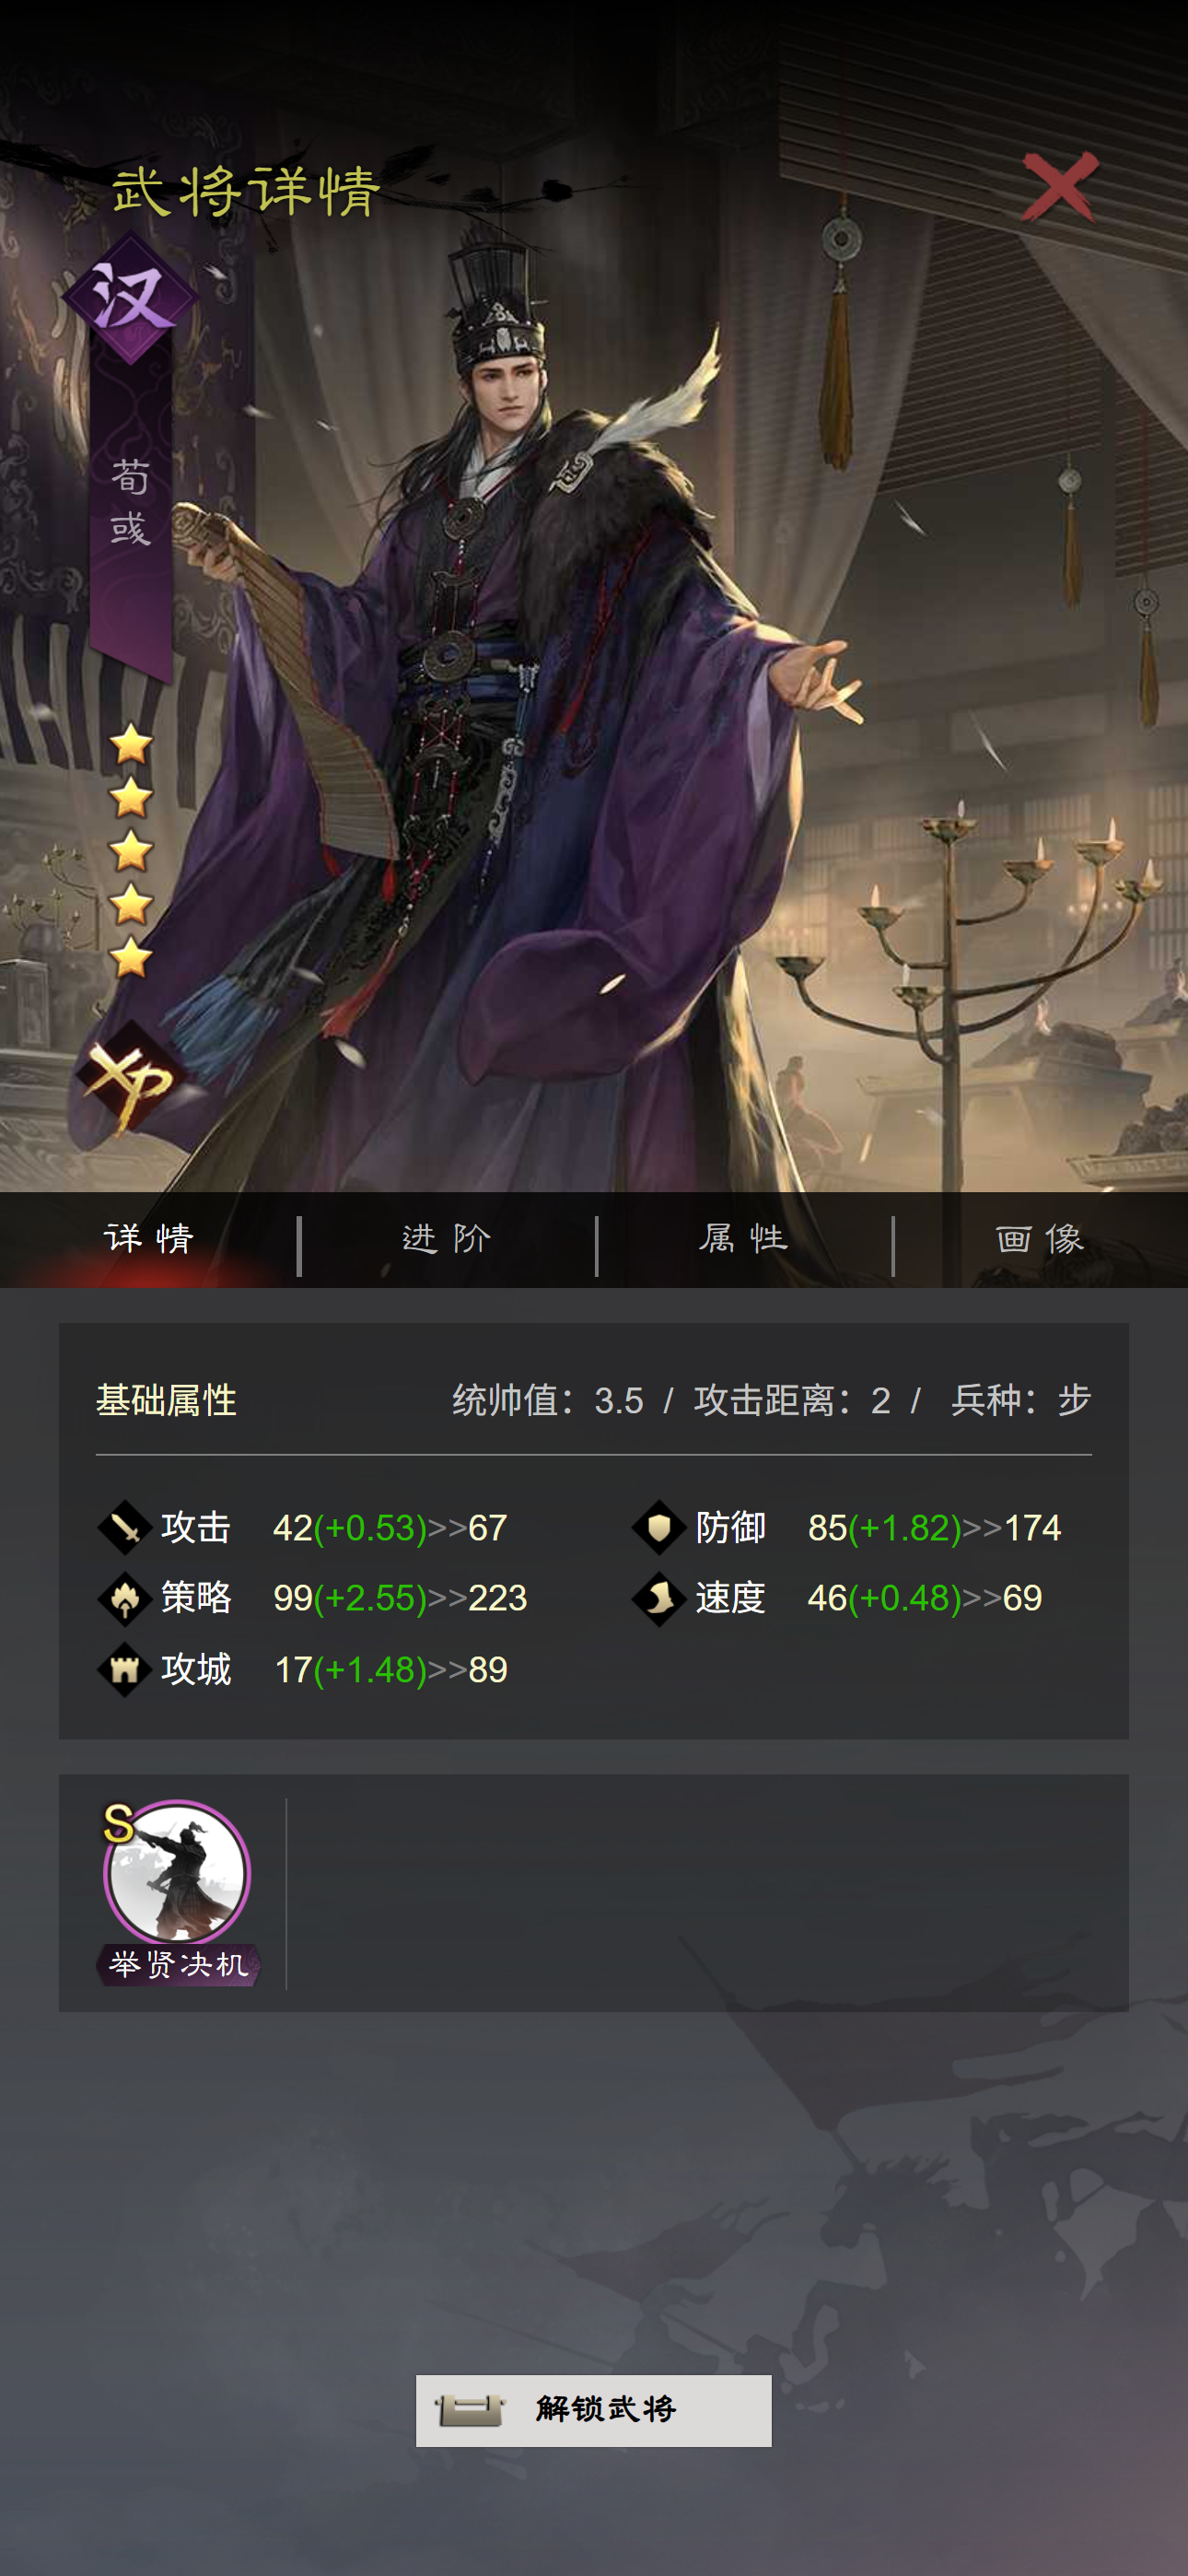 武将详情
汉
荀彧
XP
详情
进阶
属性
画像
基础属性 统帅值：3.5 / 攻击距离：2 / 兵种：步
攻击 42(+0.53)>>67 防御 85(+1.82)>>174
策略 99(+2.55)>>223 速度 46(+0.48)>>69
攻城 17(+1.48)>>89
S
举贤决机
解锁武将